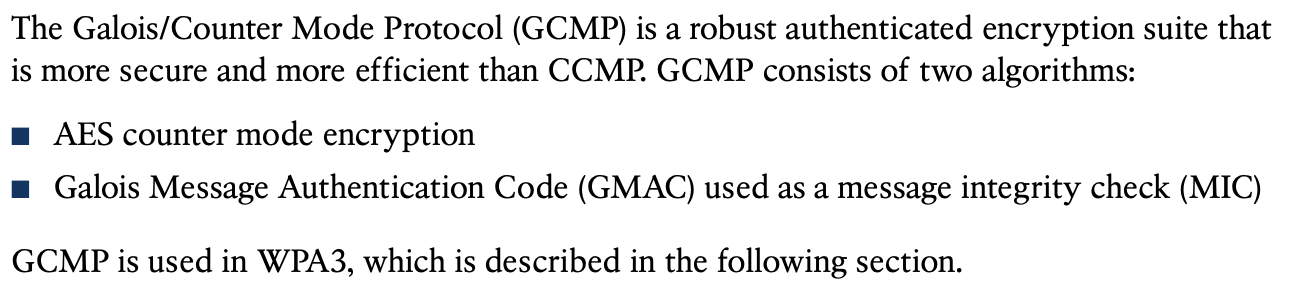 The Galois/Counter Mode Protocol (GCMP) is a robust authenticated encryption suite that
is more secure and more efficient than CCMP. GCMP consists of two algorithms:
■ AES counter mode encryption
■ Galois Message Authentication Code (GMAC) used as a message integrity check (MIC)
GCMP is used in WPA3, which is described in the following section.